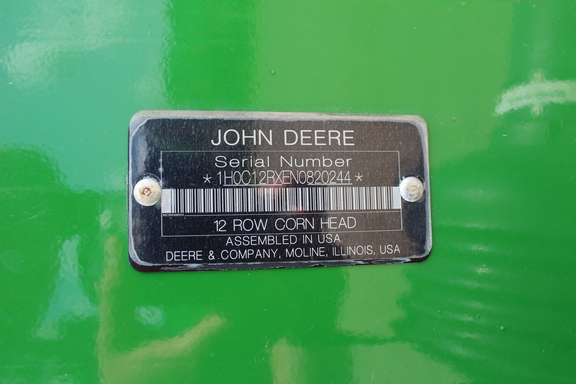 JOHN DEERE
Serial Number
*1H0C12RXEN0820244*
12 ROW CORN HEAD
ASSEMBLED IN USA
DEERE & COMPANY, MOLINE, ILLINOIS, USA